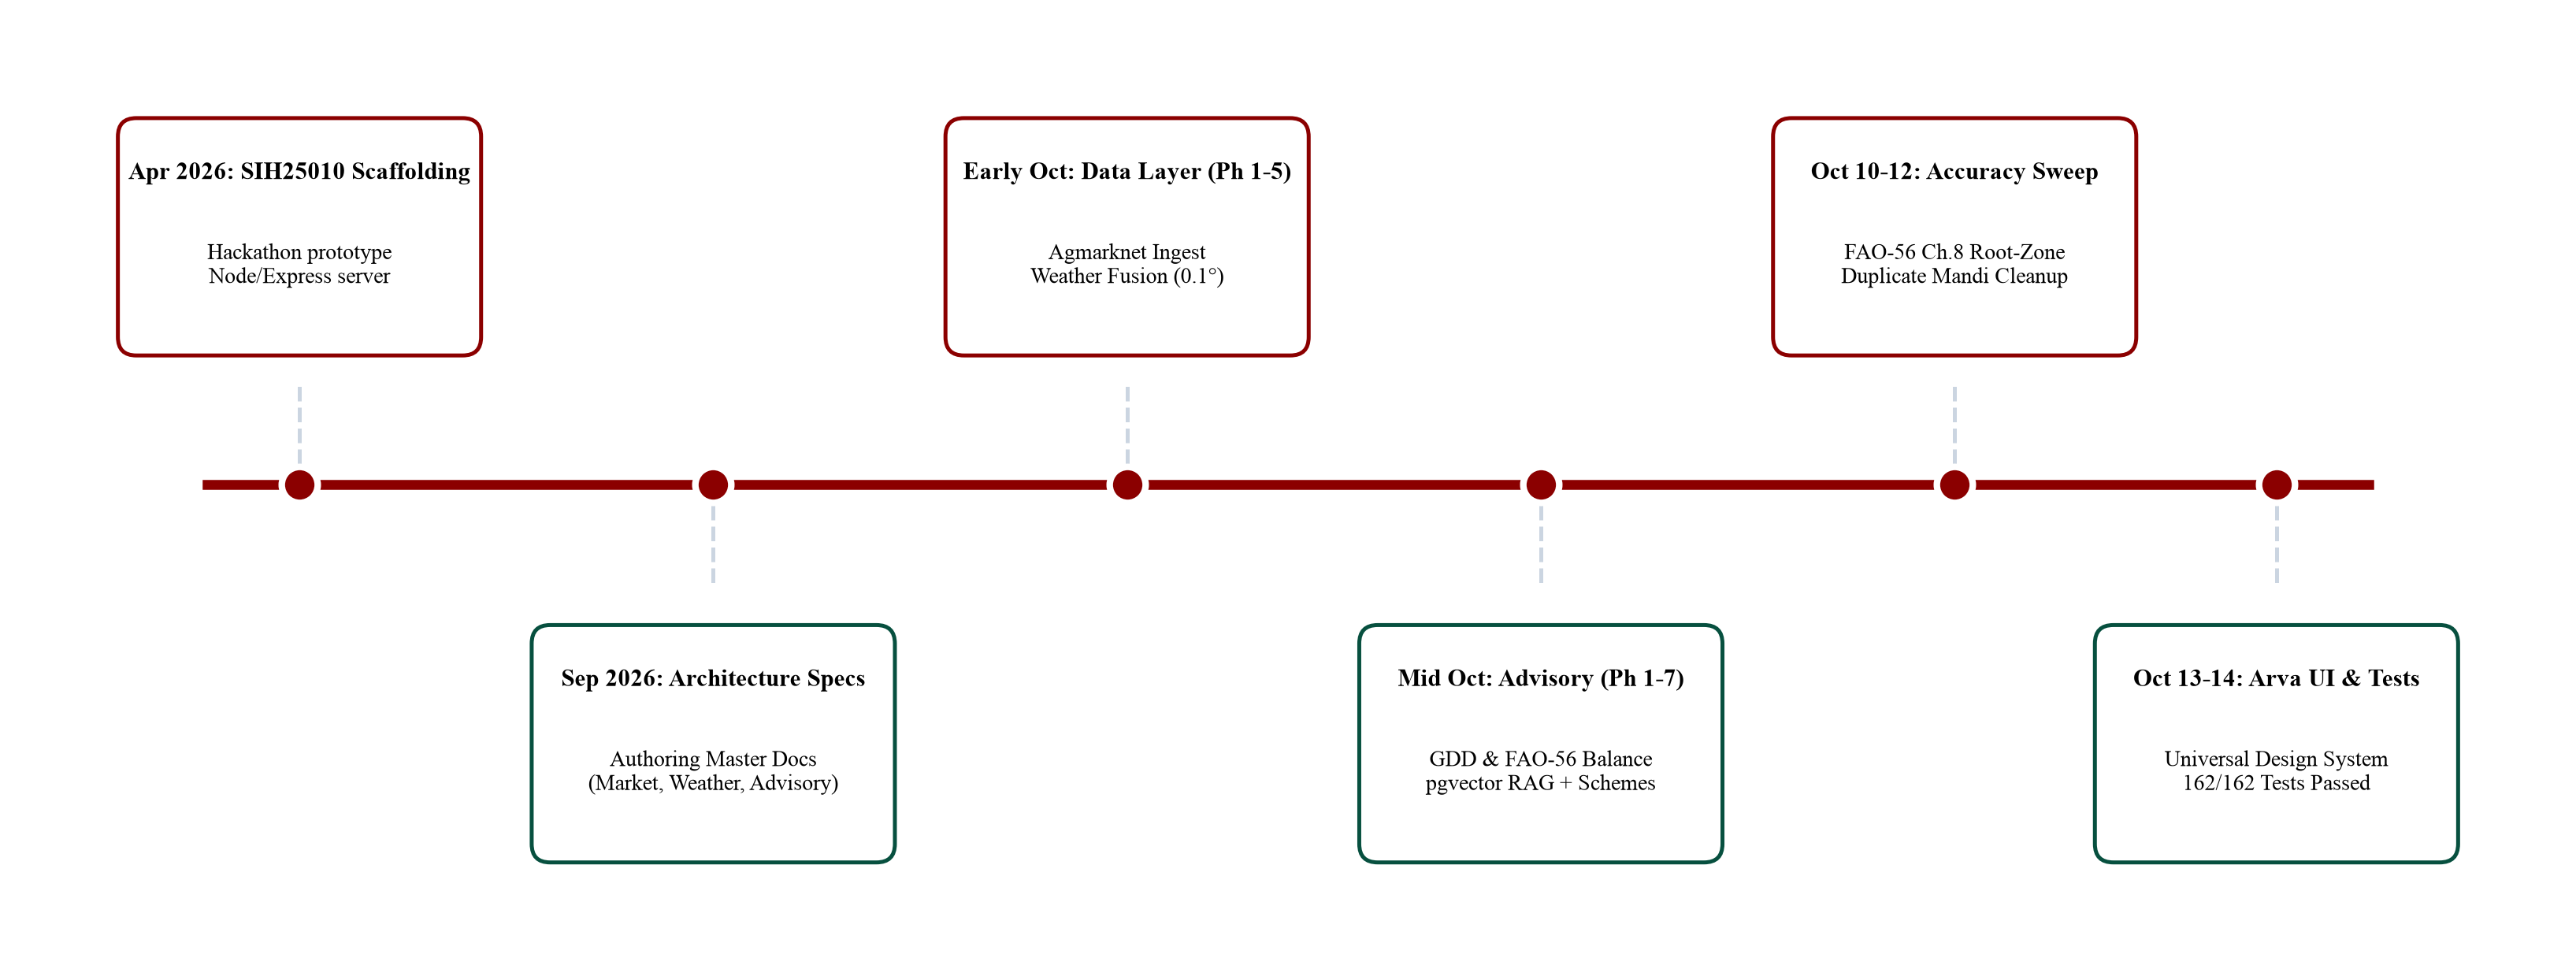 Apr 2026: SIH25010 Scaffolding
Hackathon prototype
Node/Express server
Sep 2026: Architecture Specs
Authoring Master Docs
(Market, Weather, Advisory)
Early Oct: Data Layer (Ph 1-5)
Agmarknet Ingest
Weather Fusion (0.1°)
Mid Oct: Advisory (Ph 1-7)
GDD & FAO-56 Balance
pgvector RAG + Schemes
Oct 10-12: Accuracy Sweep
FAO-56 Ch.8 Root-Zone
Duplicate Mandi Cleanup
Oct 13-14: Arva UI & Tests
Universal Design System
162/162 Tests Passed